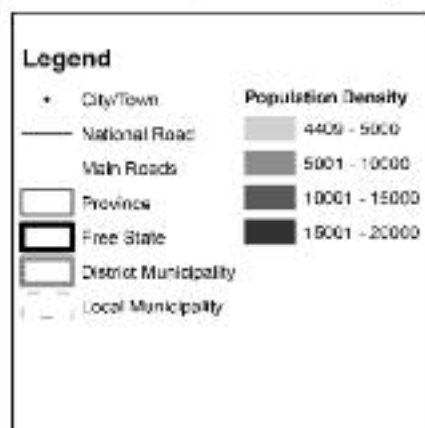 Legend
City/Town
National Road
Main Roads
Province
Free State
District Municipality
Local Municipality
Population Density
4409 - 5000
5001 - 10000
10001 - 15000
15001 - 20000